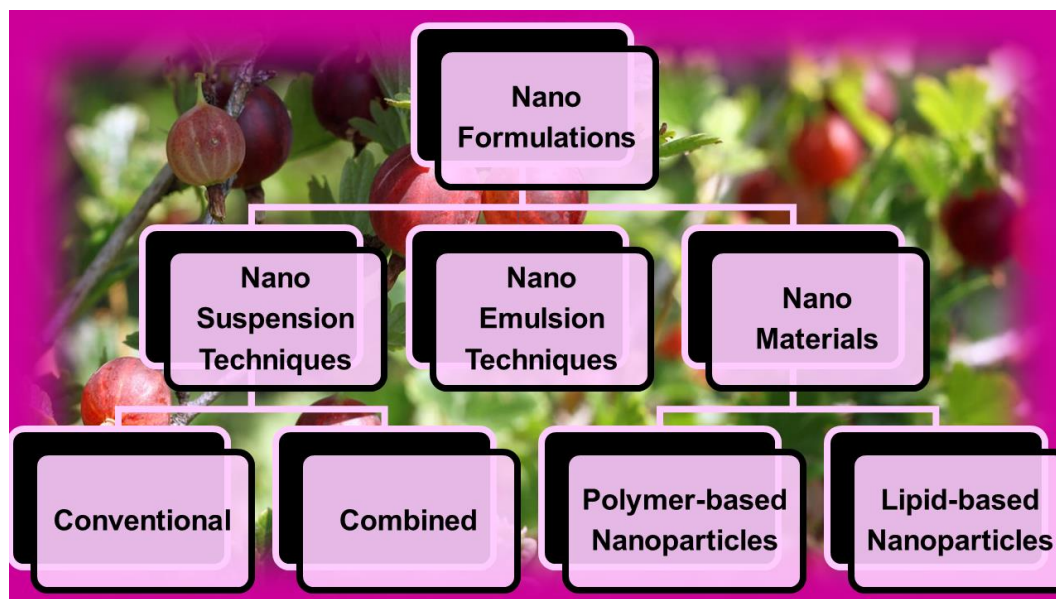 Nano
Formulations
Nano
Suspension
Techniques
Nano
Emulsion
Techniques
Nano
Materials
Conventional
Combined
Polymer-based
Nanoparticles
Lipid-based
Nanoparticles